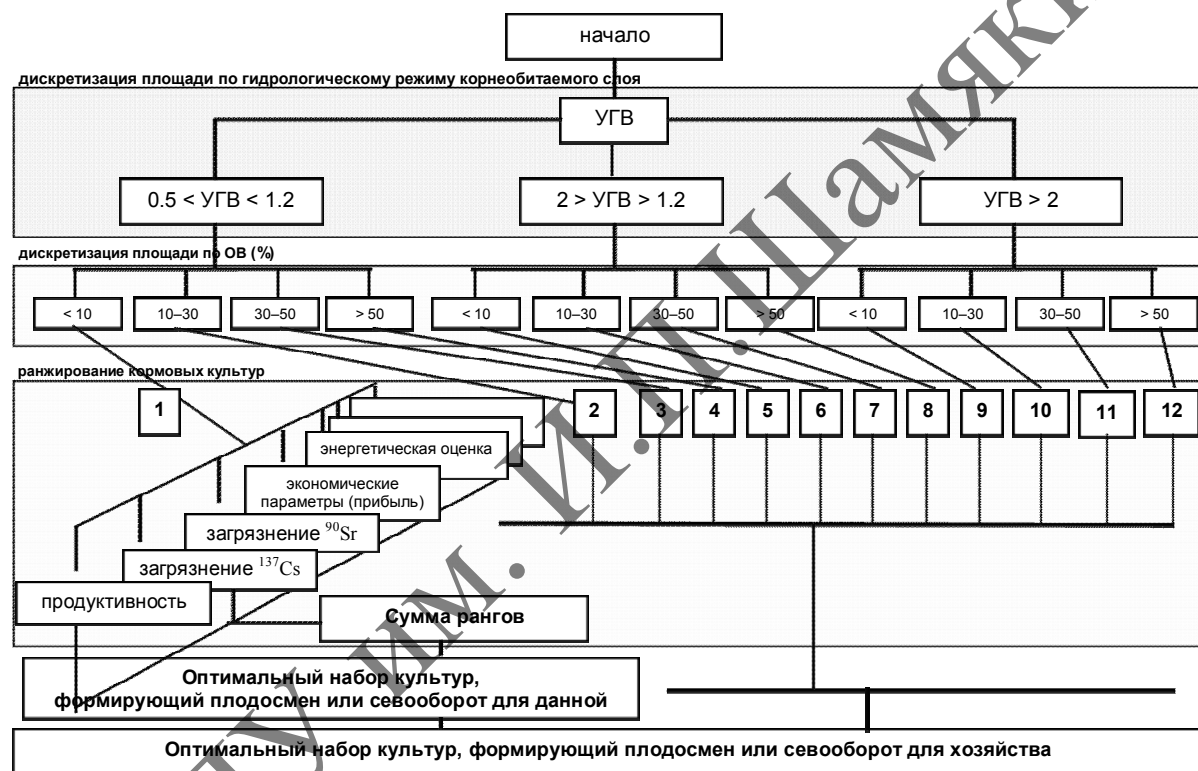 начало
дискретизация площади по гидрологическому режиму корнеобитаемого слоя
УГВ
0.5 < УГВ < 1.2
2 > УГВ > 1.2
УГВ > 2
дискретизация площади по ОВ (%)
< 10
10–30
30–50
> 50
< 10
10–30
30–50
> 50
< 10
10–30
30–50
> 50
ранжирование кормовых культур
1
2
3
4
5
6
7
8
9
10
11
12
энергетическая оценка
экономические
параметры (прибыль)
загрязнение ⁹⁰Sr
загрязнение ¹³⁷Cs
продуктивность
Сумма рангов
Оптимальный набор культур,
формирующий плодосмен или севооборот для данной
Оптимальный набор культур, формирующий плодосмен или севооборот для хозяйства
им. И.П.Шамяк